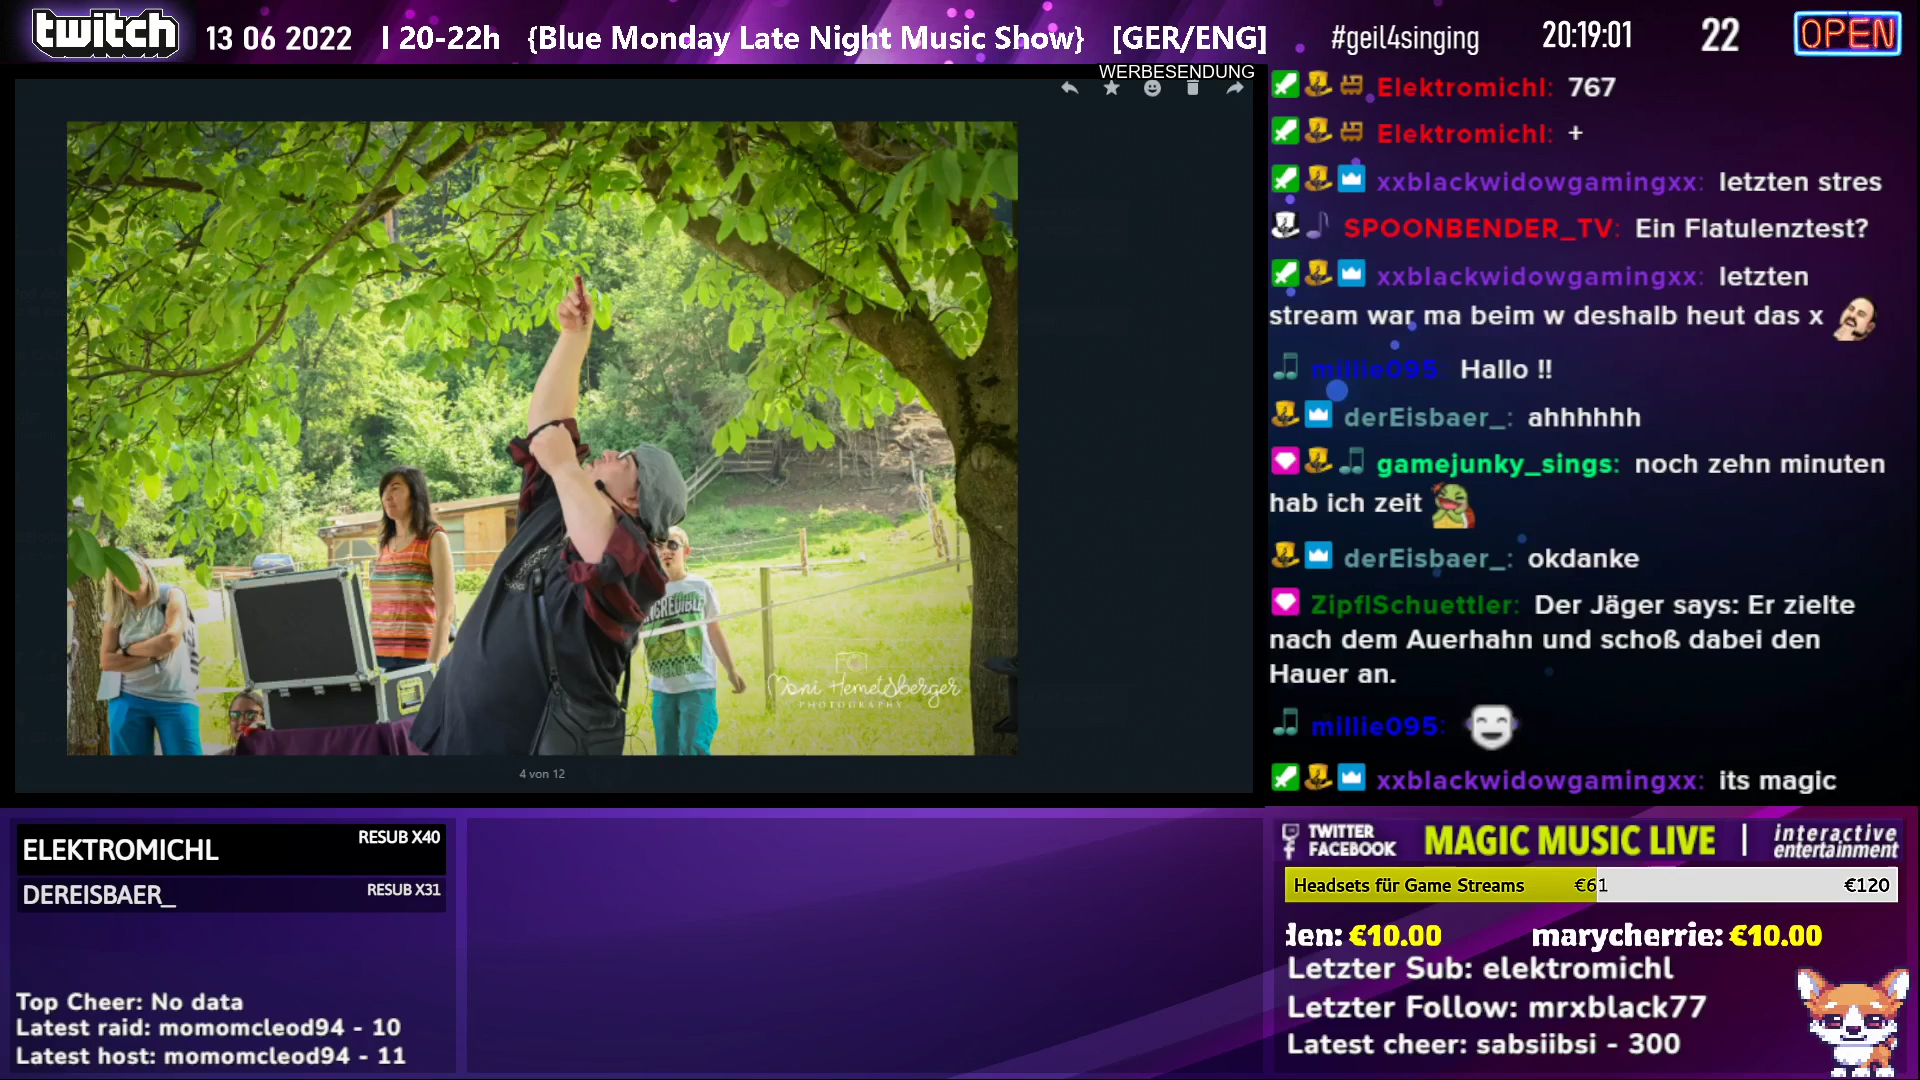 twitch 13 06 2022 I 20-22h {Blue Monday Late Night Music Show} [GER/ENG] #geil4singing 20:19:01 22 OPEN
WERBESENDUNG
Elektromichl: 767
Elektromichl: +
xxblackwidowgamingxx: letzten stres
SPOONBENDER_TV: Ein Flatulenztest?
xxblackwidowgamingxx: letzten
stream war ma beim w deshalb heut das x
millie095: Hallo !!
derEisbaer_: ahhhhhh
gamejunky_sings: noch zehn minuten
hab ich zeit
derEisbaer_: okdanke
ZipflSchuettler: Der Jäger says: Er zielte
nach dem Auerhahn und schoß dabei den
Hauer an.
millie095:
xxblackwidowgamingxx: its magic
INCREDIBLE
Moni Hemetsberger
PHOTOGRAPHY
4 von 12
ELEKTROMICHL RESUB X40
DEREISBAER_ RESUB X31
Top Cheer: No data
Latest raid: momomcleod94 - 10
Latest host: momomcleod94 - 11
TWITTER
FACEBOOK
MAGIC MUSIC LIVE |
interactive
entertainment
Headsets für Game Streams €61 €120
den: €10.00 marycherrie: €10.00
Letzter Sub: elektromichl
Letzter Follow: mrxblack77
Latest cheer: sabsiibsi - 300